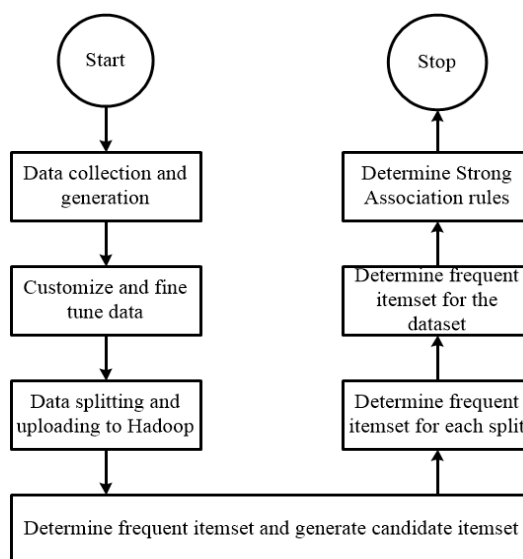 Start
Data collection and
generation
Customize and fine
tune data
Data splitting and
uploading to Hadoop
Determine frequent itemset and generate candidate itemset
Determine frequent
itemset for each split
Determine frequent
itemset for the
dataset
Determine Strong
Association rules
Stop